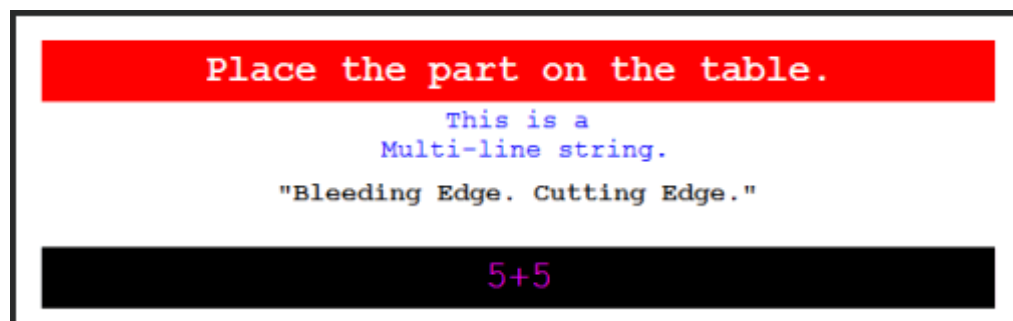 Place the part on the table.
This is a
Multi-line string.
"Bleeding Edge. Cutting Edge."
5+5